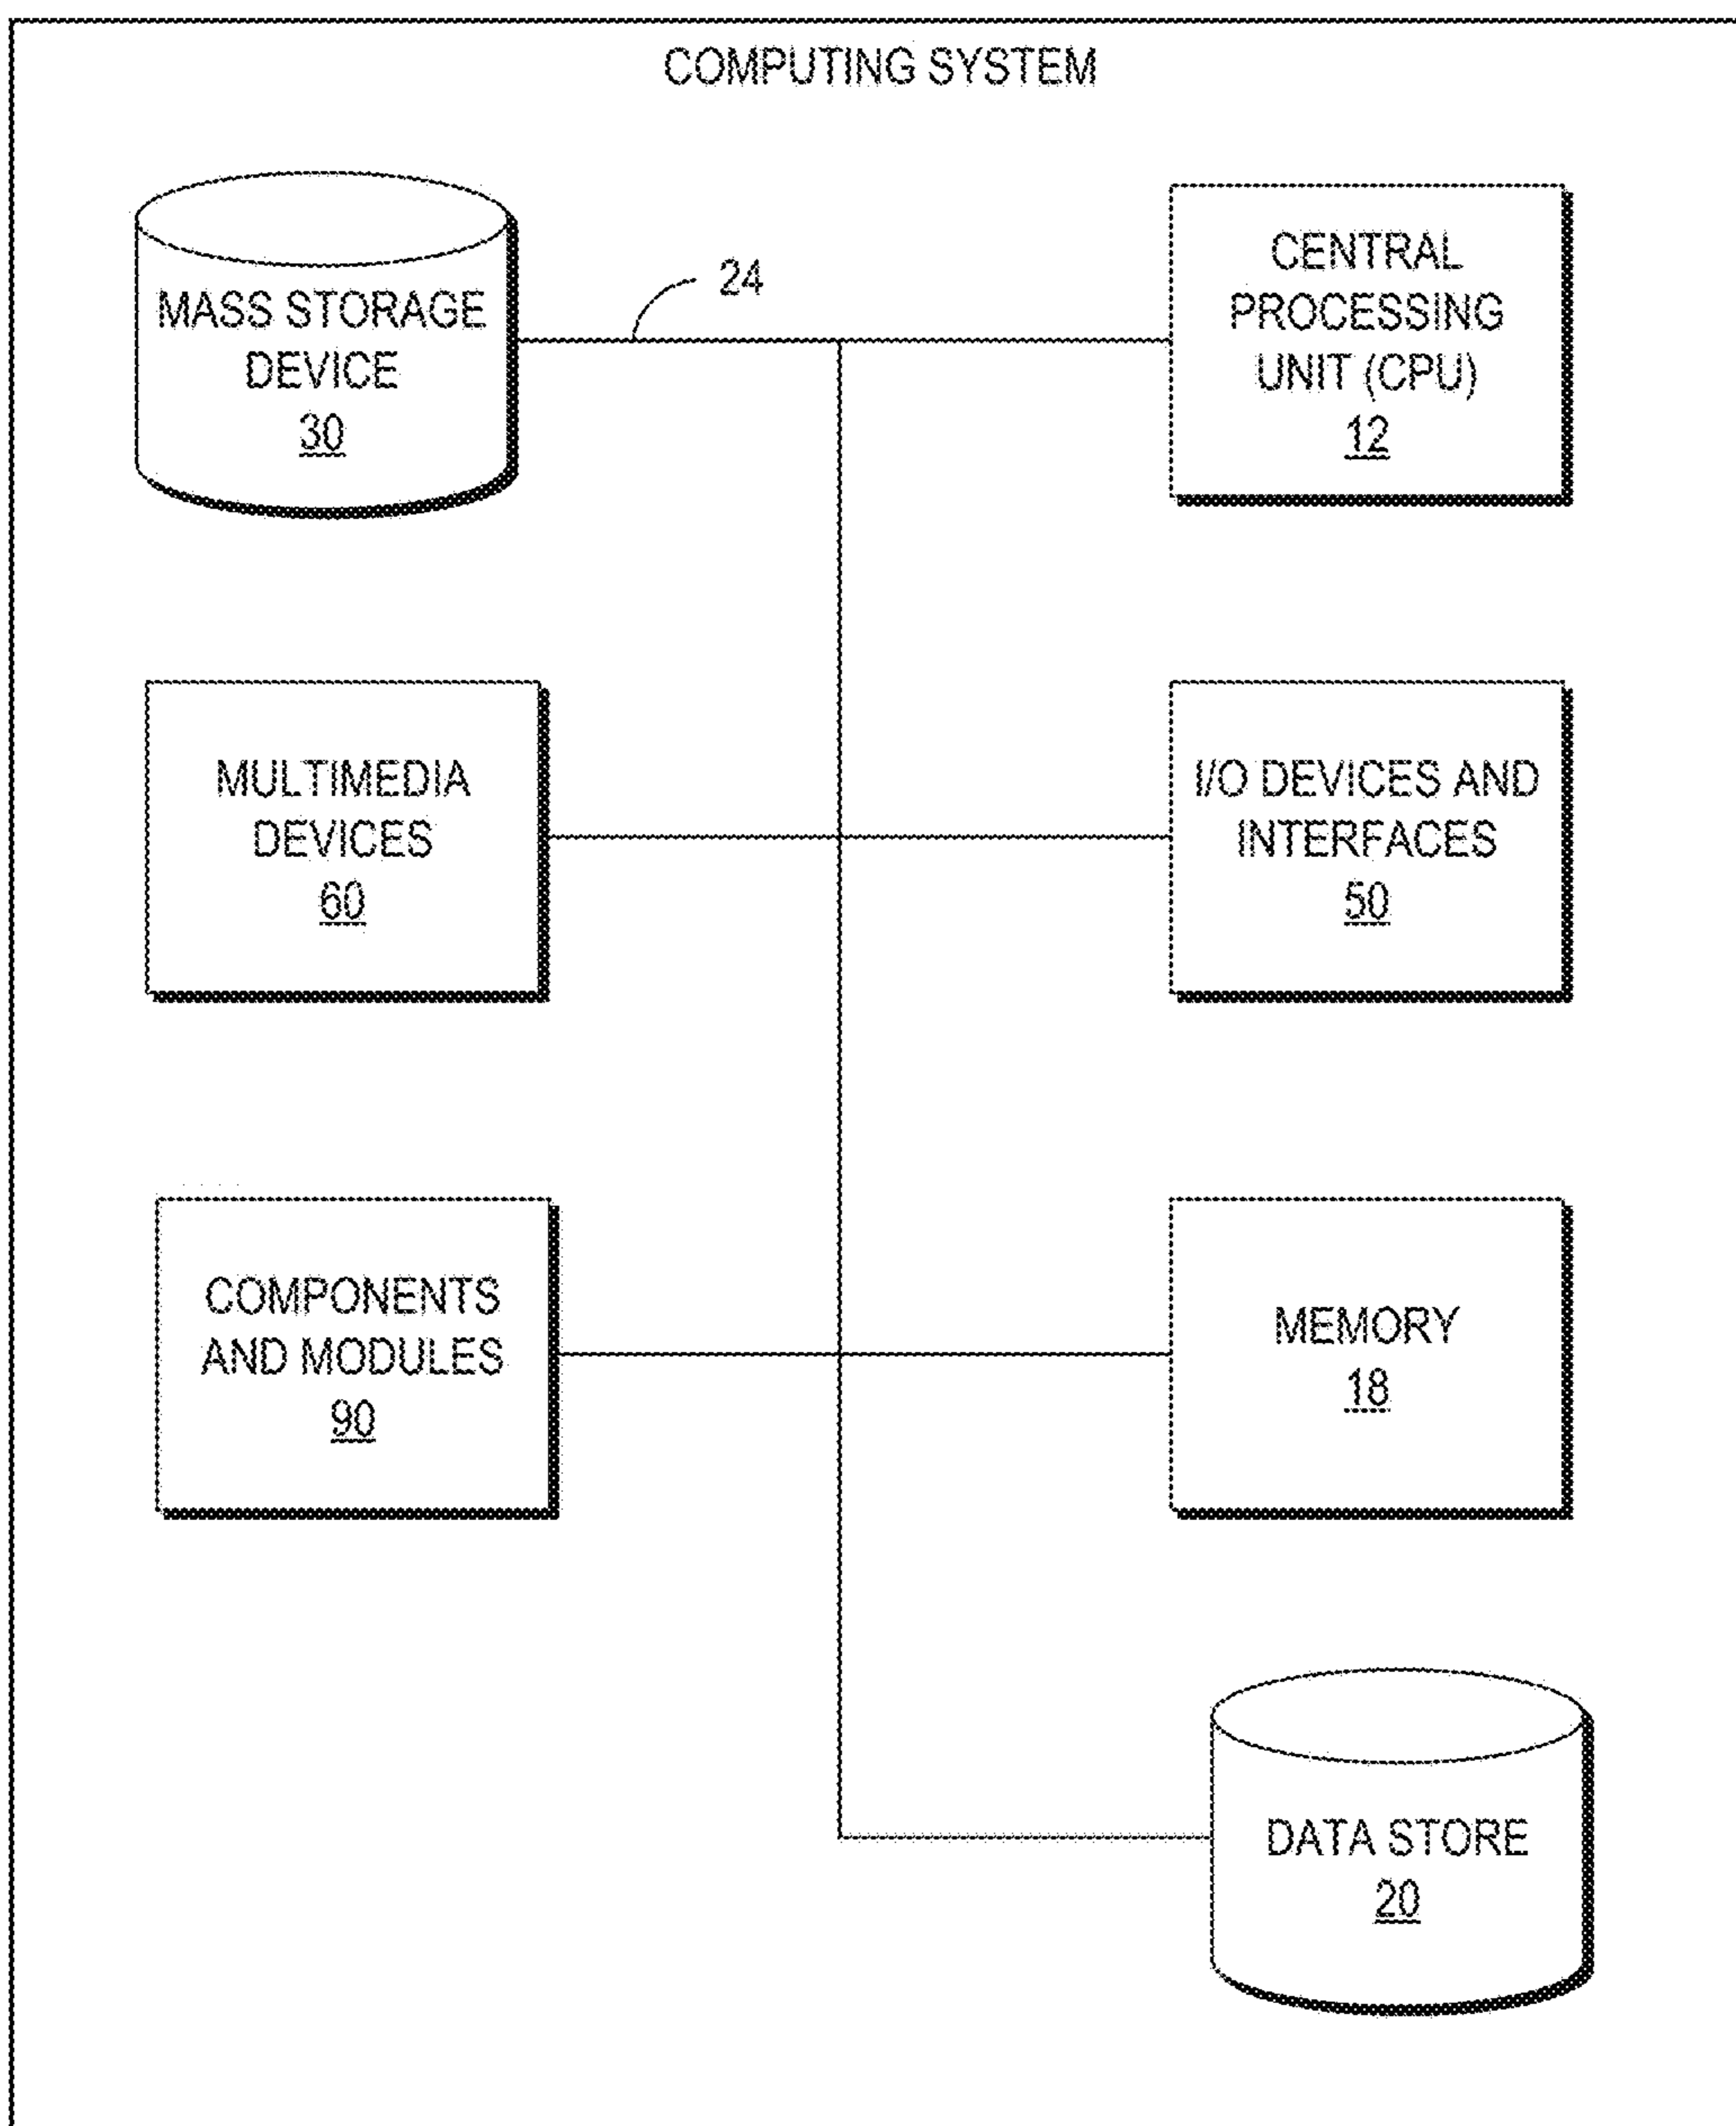 COMPUTING SYSTEM
MASS STORAGE
DEVICE
30
24
CENTRAL
PROCESSING
UNIT (CPU)
12
MULTIMEDIA
DEVICES
60
I/O DEVICES AND
INTERFACES
50
COMPONENTS
AND MODULES
90
MEMORY
18
DATA STORE
20